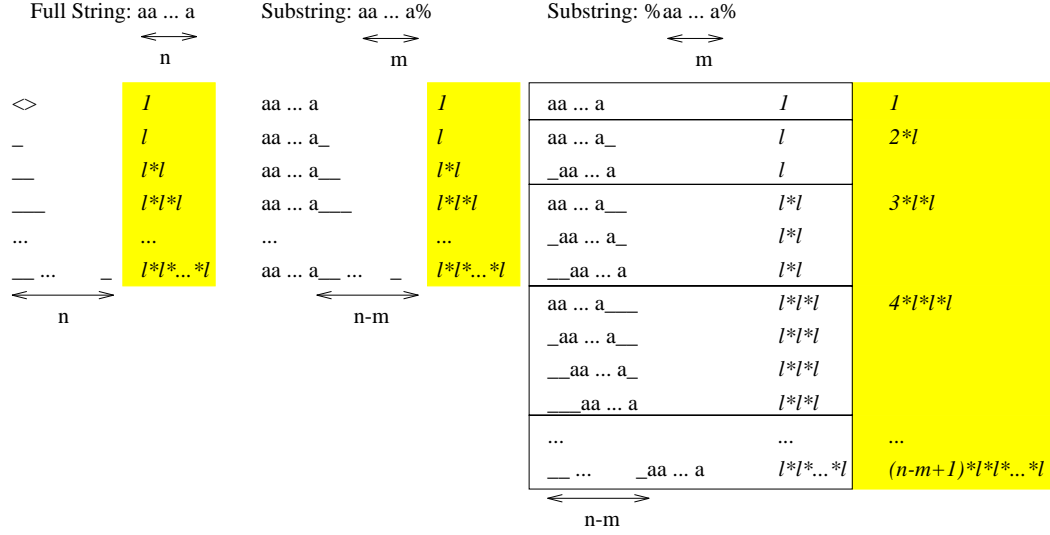 Full String: aa ... a
n
<> 1
_ l
__ l*l
___ l*l*l
... ...
__ ... _ l*l*...*l
n
Substring: aa ... a%
m
aa ... a 1
aa ... a_ l
aa ... a__ l*l
aa ... a___ l*l*l
... ...
aa ... a__ ... _ l*l*...*l
n-m
Substring: %aa ... a%
m
aa ... a 1 1
aa ... a_ l 2*l
_aa ... a l
aa ... a__ l*l 3*l*l
_aa ... a_ l*l
__aa ... a l*l
aa ... a___ l*l*l 4*l*l*l
_aa ... a__ l*l*l
__aa ... a_ l*l*l
___aa ... a l*l*l
... ... ...
__ ... _aa ... a l*l*...*l (n-m+1)*l*l*...*l
n-m